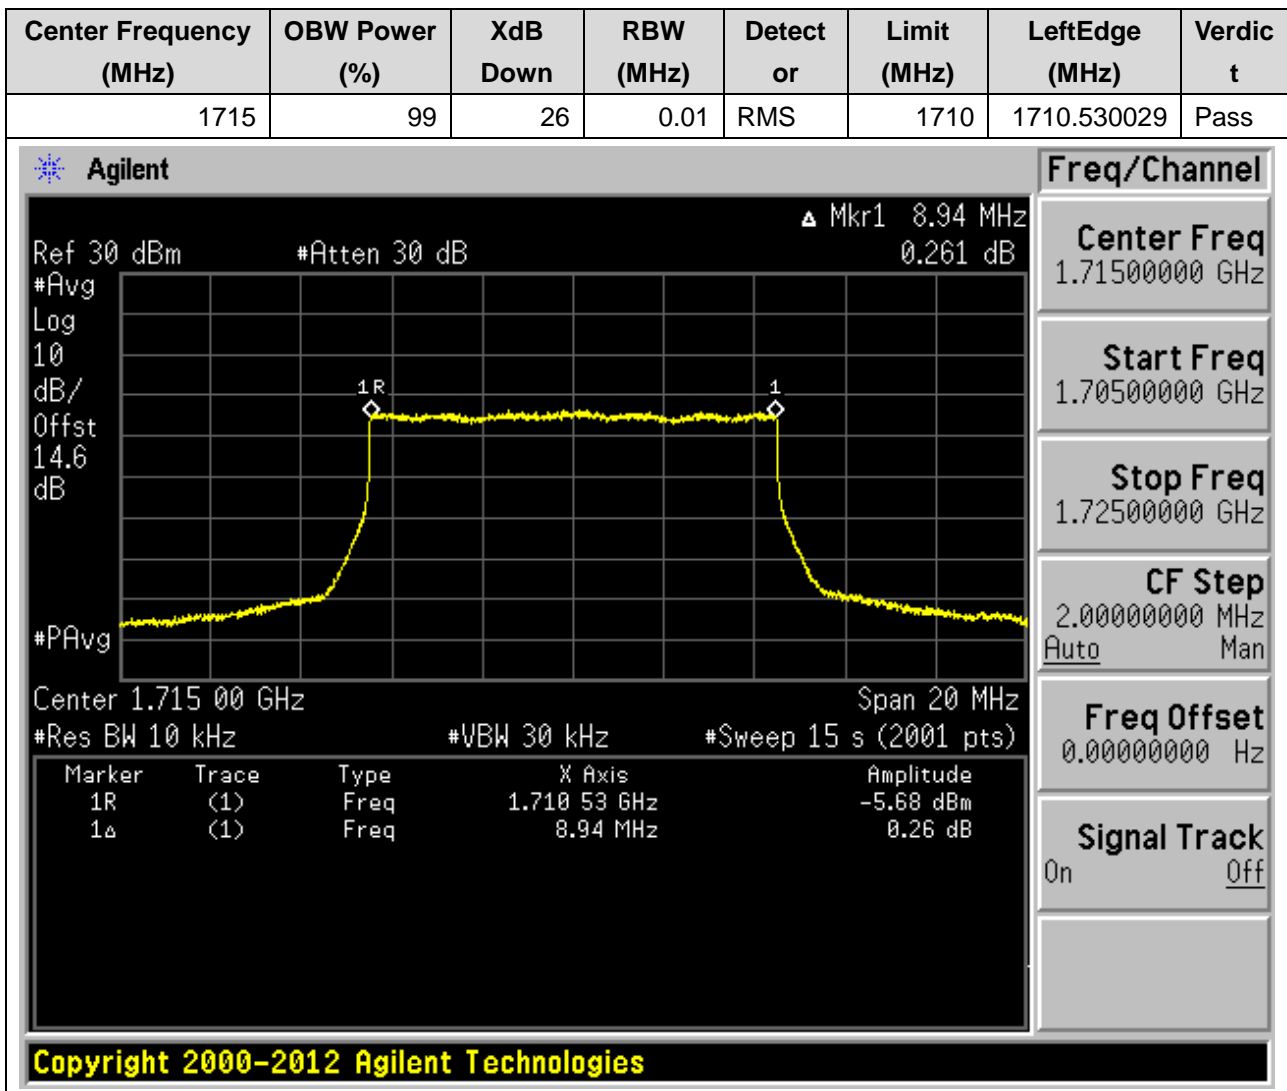 Center Frequency (MHz) OBW Power (%) XdB Down RBW (MHz) Detect or Limit (MHz) LeftEdge (MHz) Verdic t
1715 99 26 0.01 RMS 1710 1710.530029 Pass
Agilent
Freq/Channel
Δ Mkr1 8.94 MHz
Ref 30 dBm #Atten 30 dB 0.261 dB
#Avg
Log
10
dB/
Offst
14.6
dB
#PAvg
1R
1
Center 1.715 00 GHz Span 20 MHz
#Res BW 10 kHz #VBW 30 kHz #Sweep 15 s (2001 pts)
Marker Trace Type X Axis Amplitude
1R (1) Freq 1.710 53 GHz -5.68 dBm
1Δ (1) Freq 8.94 MHz 0.26 dB
Center Freq
1.71500000 GHz
Start Freq
1.70500000 GHz
Stop Freq
1.72500000 GHz
CF Step
2.00000000 MHz
Auto Man
Freq Offset
0.00000000 Hz
Signal Track
On Off
Copyright 2000-2012 Agilent Technologies